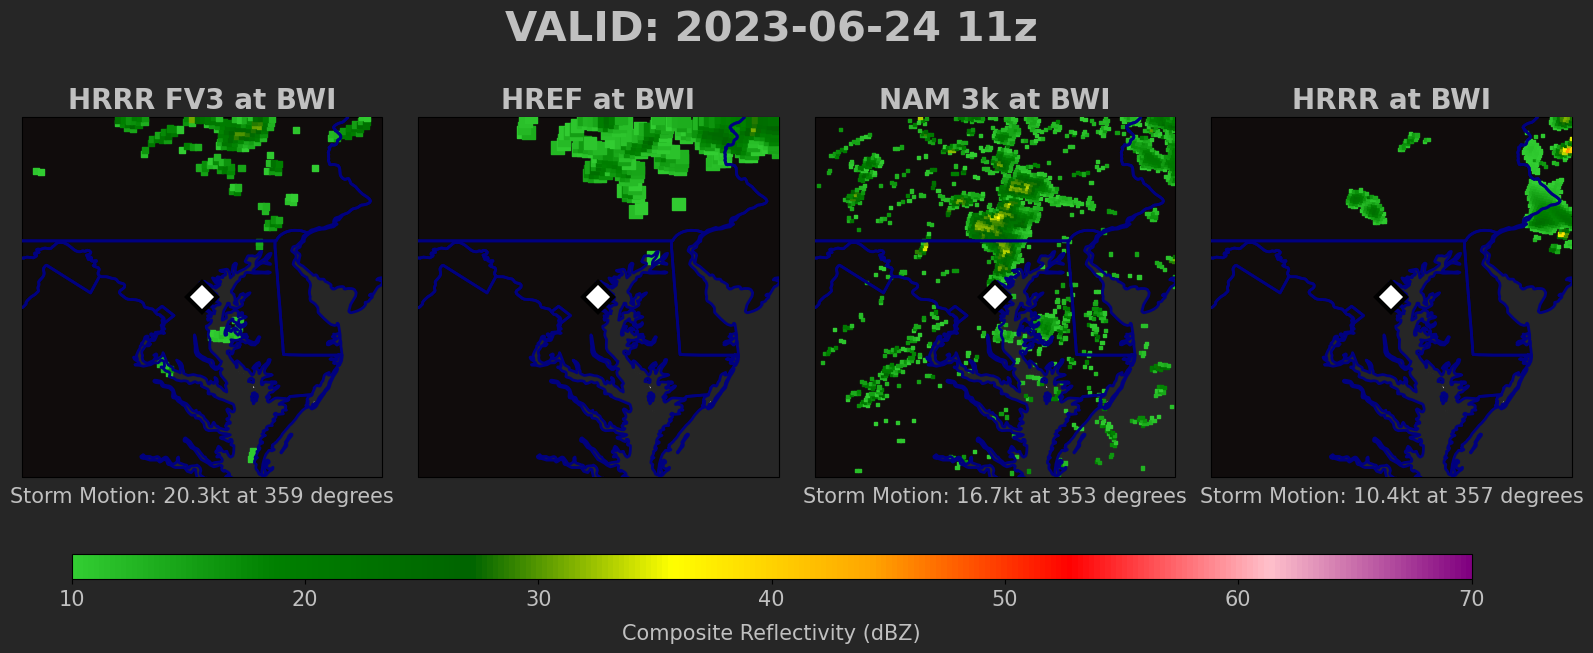 VALID: 2023-06-24 11z
HRRR FV3 at BWI
HREF at BWI
NAM 3k at BWI
HRRR at BWI
Storm Motion: 20.3kt at 359 degrees
Storm Motion: 16.7kt at 353 degrees
Storm Motion: 10.4kt at 357 degrees
10 20 30 40 50 60 70
Composite Reflectivity (dBZ)